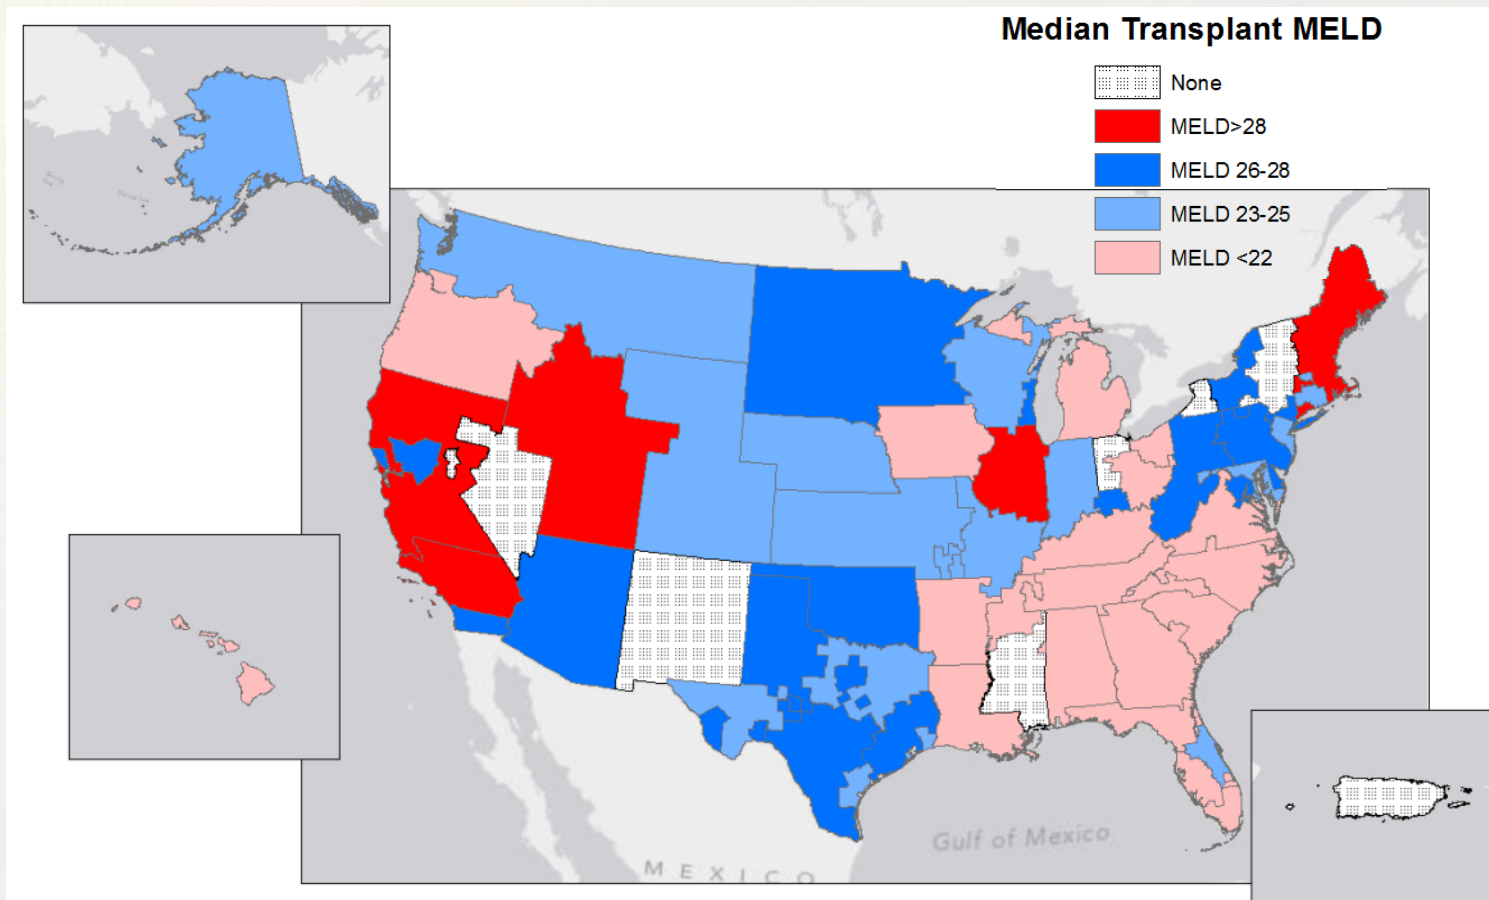 Median Transplant MELD
None
MELD>28
MELD 26-28
MELD 23-25
MELD <22
Gulf of Mexico
MEXICO